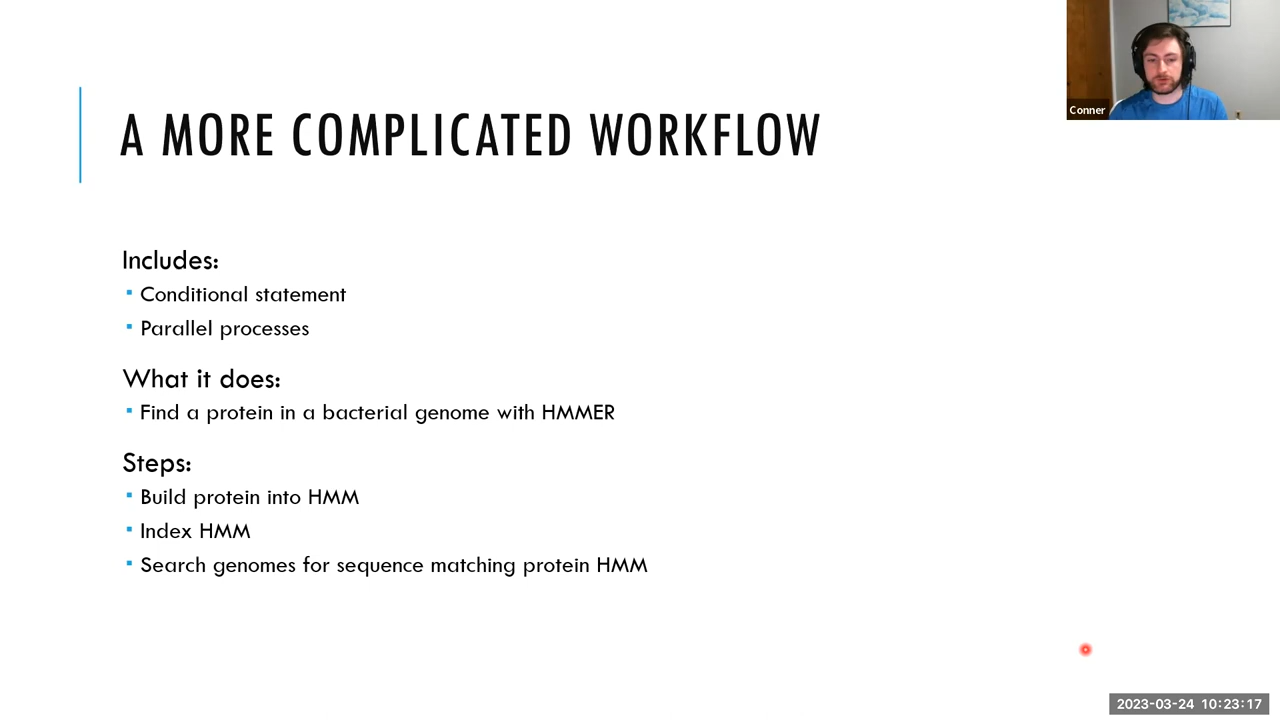 Conner
A MORE COMPLICATED WORKFLOW
Includes:
▪ Conditional statement
▪ Parallel processes
What it does:
▪ Find a protein in a bacterial genome with HMMER
Steps:
▪ Build protein into HMM
▪ Index HMM
▪ Search genomes for sequence matching protein HMM
2023-03-24 10:23:17